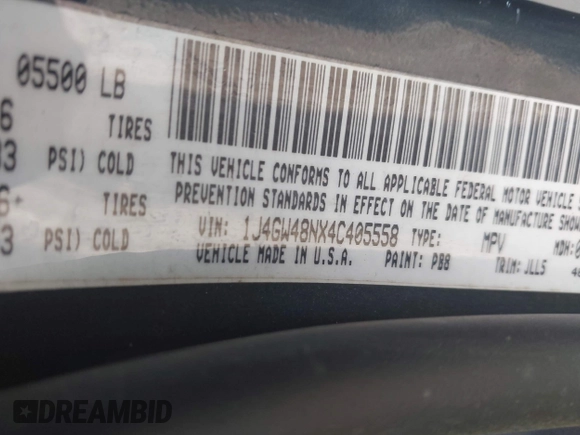 05500 LB
TIRES
PSI) COLD
TIRES
PSI) COLD
THIS VEHICLE CONFORMS TO ALL APPLICABLE FEDERAL MOTOR VEHICLE
PREVENTION STANDARDS IN EFFECT ON THE DATE OF MANUFACTURE SHOW
VIN: 1J4GW48NX4C405558 TYPE: MPV MDH:
VEHICLE MADE IN U.S.A. PAINT: PB8 TRIM: JLL5
DREAMBID